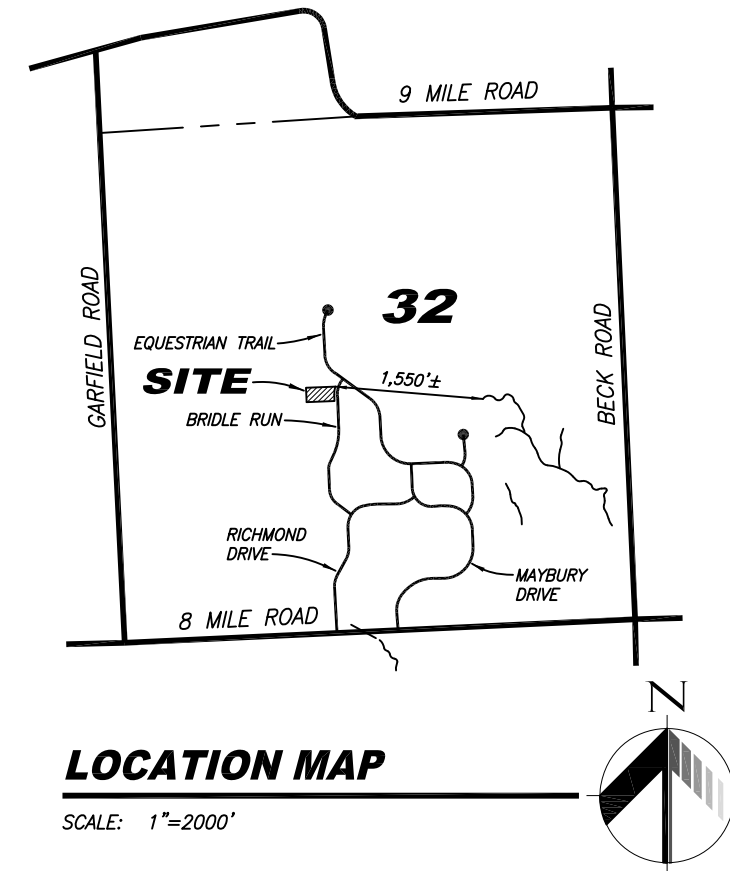 9 MILE ROAD
GARFIELD ROAD
32
EQUESTRIAN TRAIL
SITE
1,550'±
BECK ROAD
BRIDLE RUN
RICHMOND
DRIVE
MAYBURY
DRIVE
8 MILE ROAD
N
LOCATION MAP
SCALE: 1"=2000'